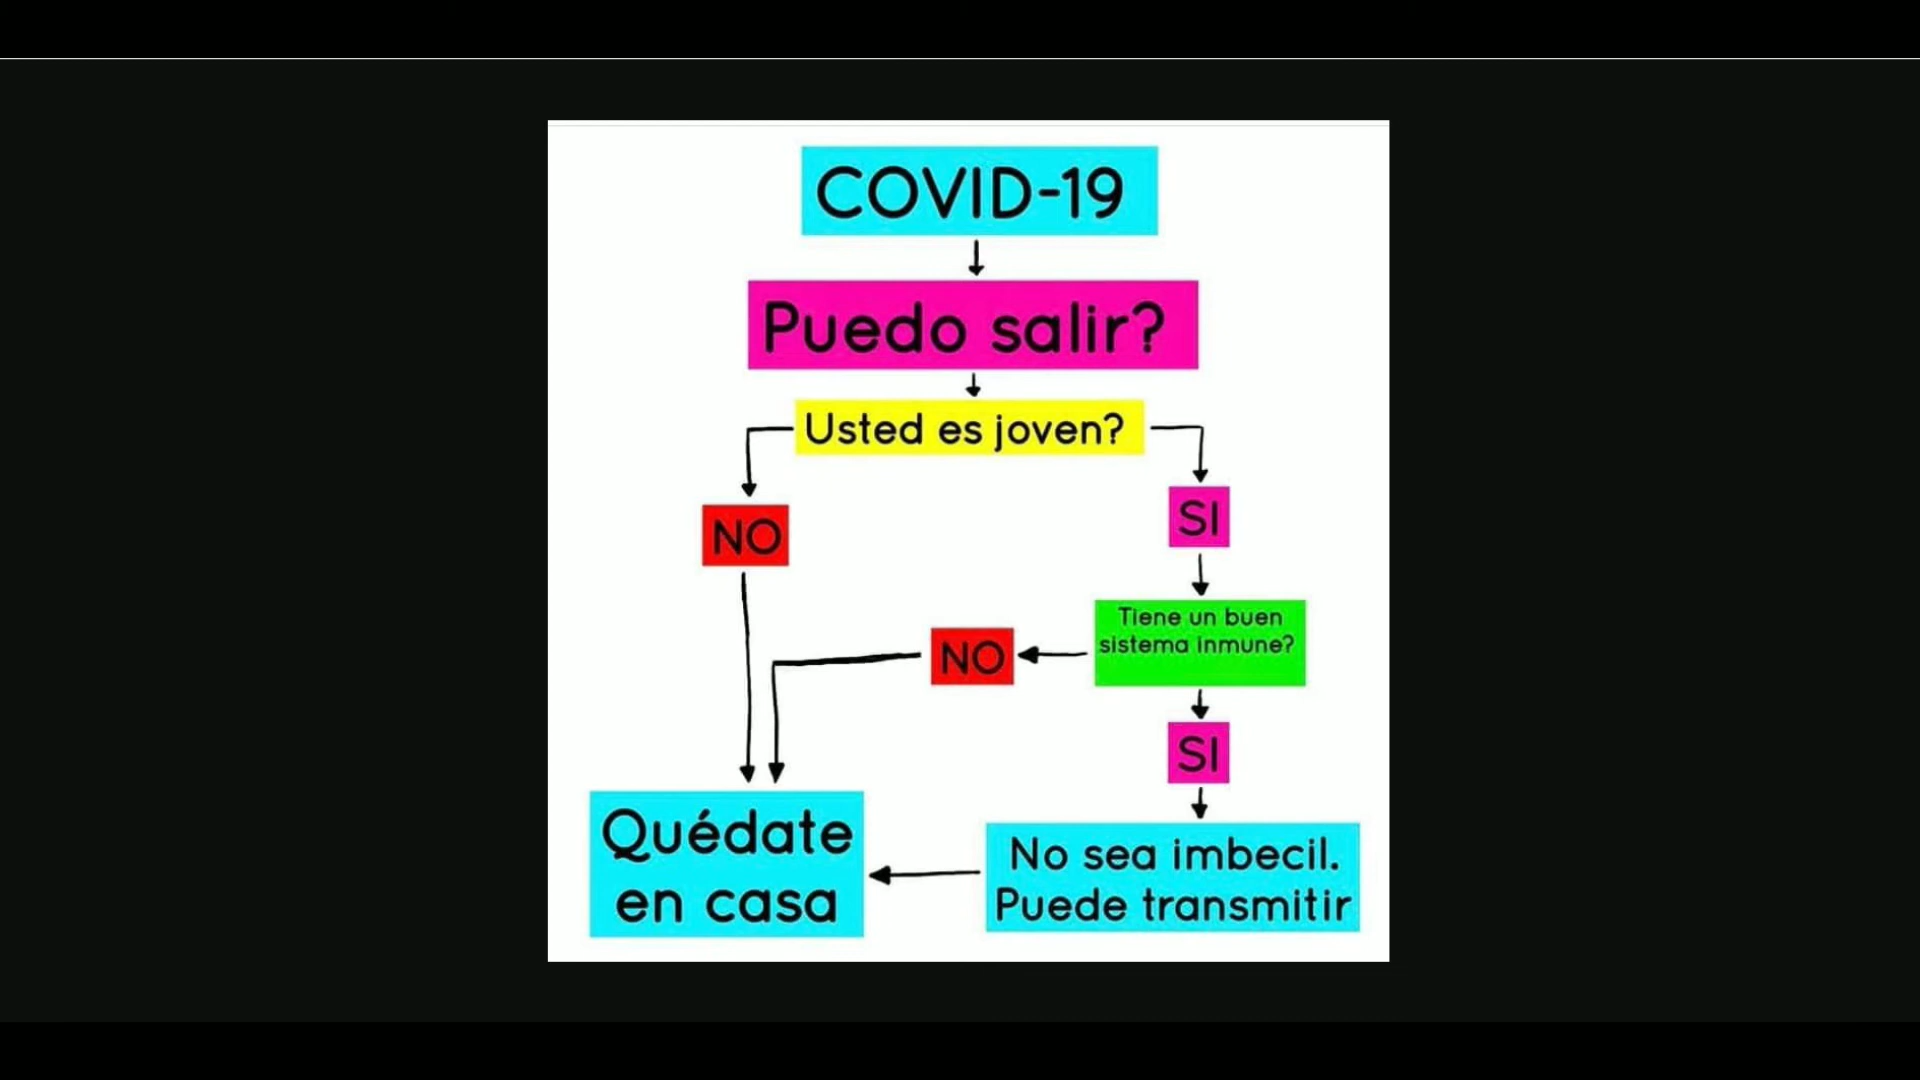 COVID-19
Puedo salir?
Usted es joven?
NO
SI
Tiene un buen
sistema inmune?
NO
SI
Quédate
en casa
No sea imbecil.
Puede transmitir